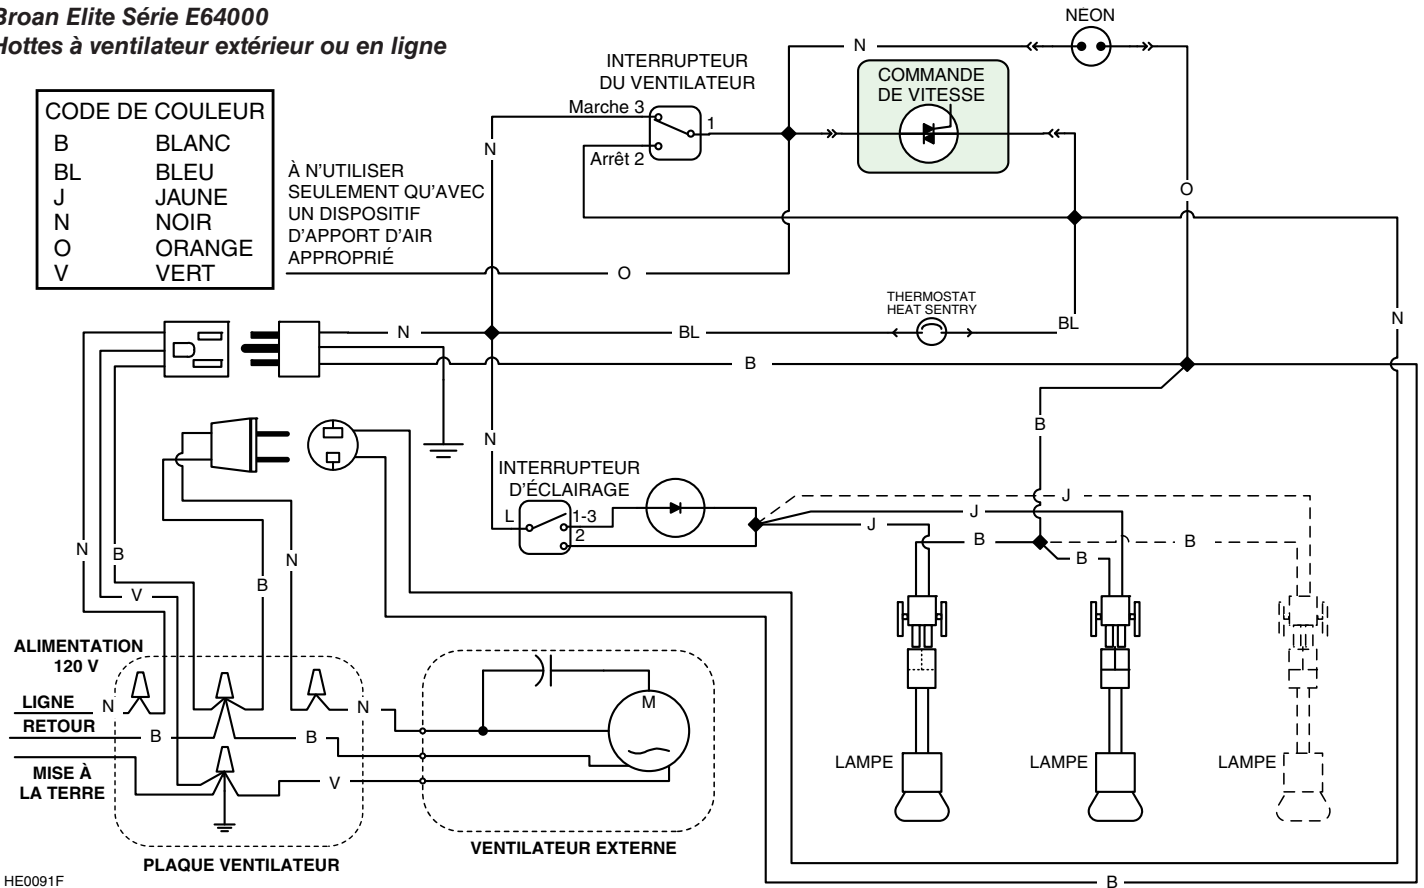 Broan Elite Série E64000
Hottes à ventilateur extérieur ou en ligne
CODE DE COULEUR
B BLANC
BL BLEU
J JAUNE
N NOIR
O ORANGE
V VERT
À N'UTILISER
SEULEMENT QU'AVEC
UN DISPOSITIF
D'APPORT D'AIR
APPROPRIÉ
INTERRUPTEUR
DU VENTILATEUR
Marche 3
1
Arrêt 2
N
NÉON
COMMANDE
DE VITESSE
N
O
O
THERMOSTAT
HEAT SENTRY
N
BL
BL
N
B
N
B
INTERRUPTEUR
D'ÉCLAIRAGE
L
1-3
2
J
J
J
B
B
B
N
B
N
B
V
ALIMENTATION
120 V
LIGNE
N
RETOUR
B
B
N
MISE À
LA TERRE
V
M
LAMPE
LAMPE
LAMPE
PLAQUE VENTILATEUR
VENTILATEUR EXTERNE
HE0091F
B